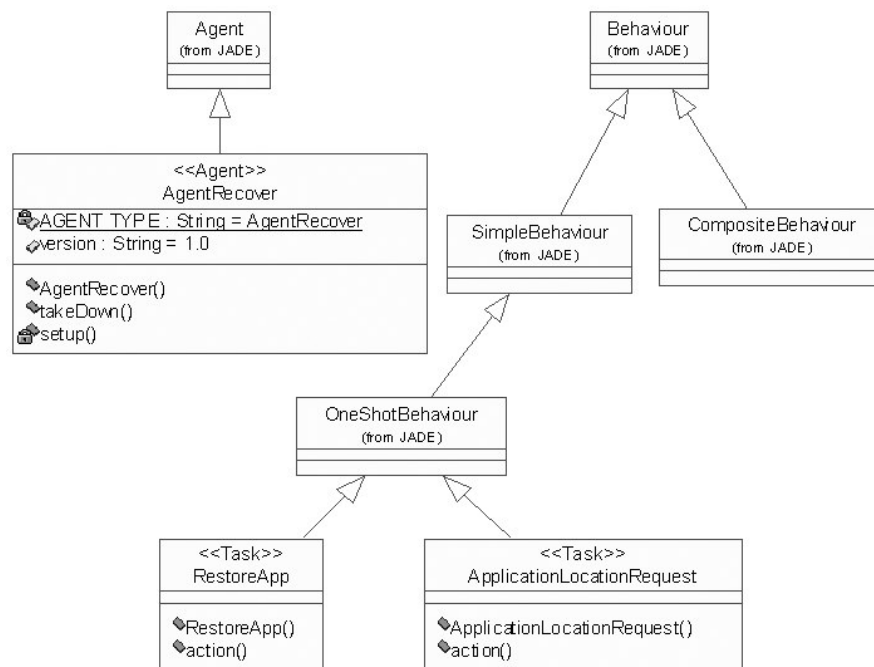 Agent
(from JADE)
Behaviour
(from JADE)
<<Agent>>
AgentRecover
AGENT TYPE : String = AgentRecover
version : String = 1.0
AgentRecover()
takeDown()
setup()
SimpleBehaviour
(from JADE)
CompositeBehaviour
(from JADE)
OneShotBehaviour
(from JADE)
<<Task>>
RestoreApp
RestoreApp()
action()
<<Task>>
ApplicationLocationRequest
ApplicationLocationRequest()
action()